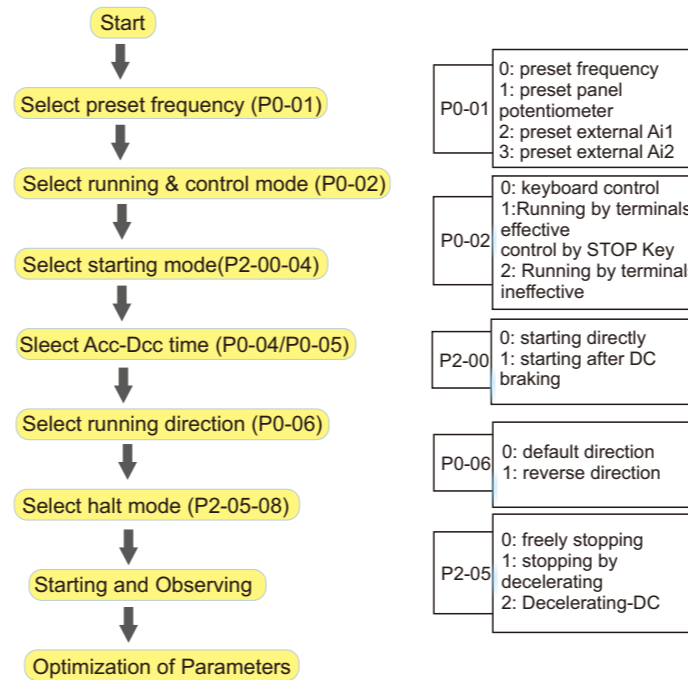 Start
Select preset frequency (P0-01)
Select running & control mode (P0-02)
Select starting mode(P2-00-04)
Sleect Acc-Dcc time (P0-04/P0-05)
Select running direction (P0-06)
Select halt mode (P2-05-08)
Starting and Observing
Optimization of Parameters
P0-01
0: preset frequency
1: preset panel
potentiometer
2: preset external Ai1
3: preset external Ai2
P0-02
0: keyboard control
1:Running by terminals
effective
control by STOP Key
2: Running by terminals
ineffective
P2-00
0: starting directly
1: starting after DC
braking
P0-06
0: default direction
1: reverse direction
P2-05
0: freely stopping
1: stopping by
decelerating
2: Decelerating-DC